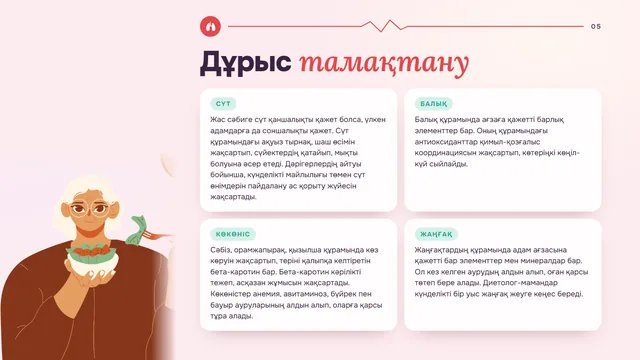 05
Дұрыс тамақтану
СҮТ
Жас сәбиге сүт қаншалықты қажет болса, үлкен
адамдарға да соншалықты қажет. Сүт
құрамындағы ақуыз тырнақ, шаш өсімін
жақсартып, сүйектердің қатайып, мықты
болуына әсер етеді. Дәрігерлердің айтуы
бойынша, күнделікті майлылығы төмен сүт
өнімдерін пайдалану ас қорыту жүйесін
жақсартады.
БАЛЫҚ
Балық құрамында ағзаға қажетті барлық
элементтер бар. Оның құрамындағы
антиоксиданттар қимыл-қозғалыс
координациясын жақсартып, көтеріңкі көңіл-
күй сыйлайды.
КӨКӨНІС
Сәбіз, орамжапырақ, қызылша құрамында көз
көруін жақсартып, теріні қалыпқа келтіретін
бета-каротин бар. Бета-каротин кәрілікті
тежеп, асқазан жұмысын жақсартады.
Көкөністер анемия, авитаминоз, бүйрек пен
бауыр ауруларының алдын алып, оларға қарсы
тұра алады.
ЖАҢҒАҚ
Жаңғақтардың құрамында адам ағзасына
қажетті бар элементтер мен минералдар бар.
Ол кез келген аурудың алдын алып, оған қарсы
төтеп бере алады. Диетолог-мамандар
күнделікті бір уыс жаңғақ жеуге кеңес береді.